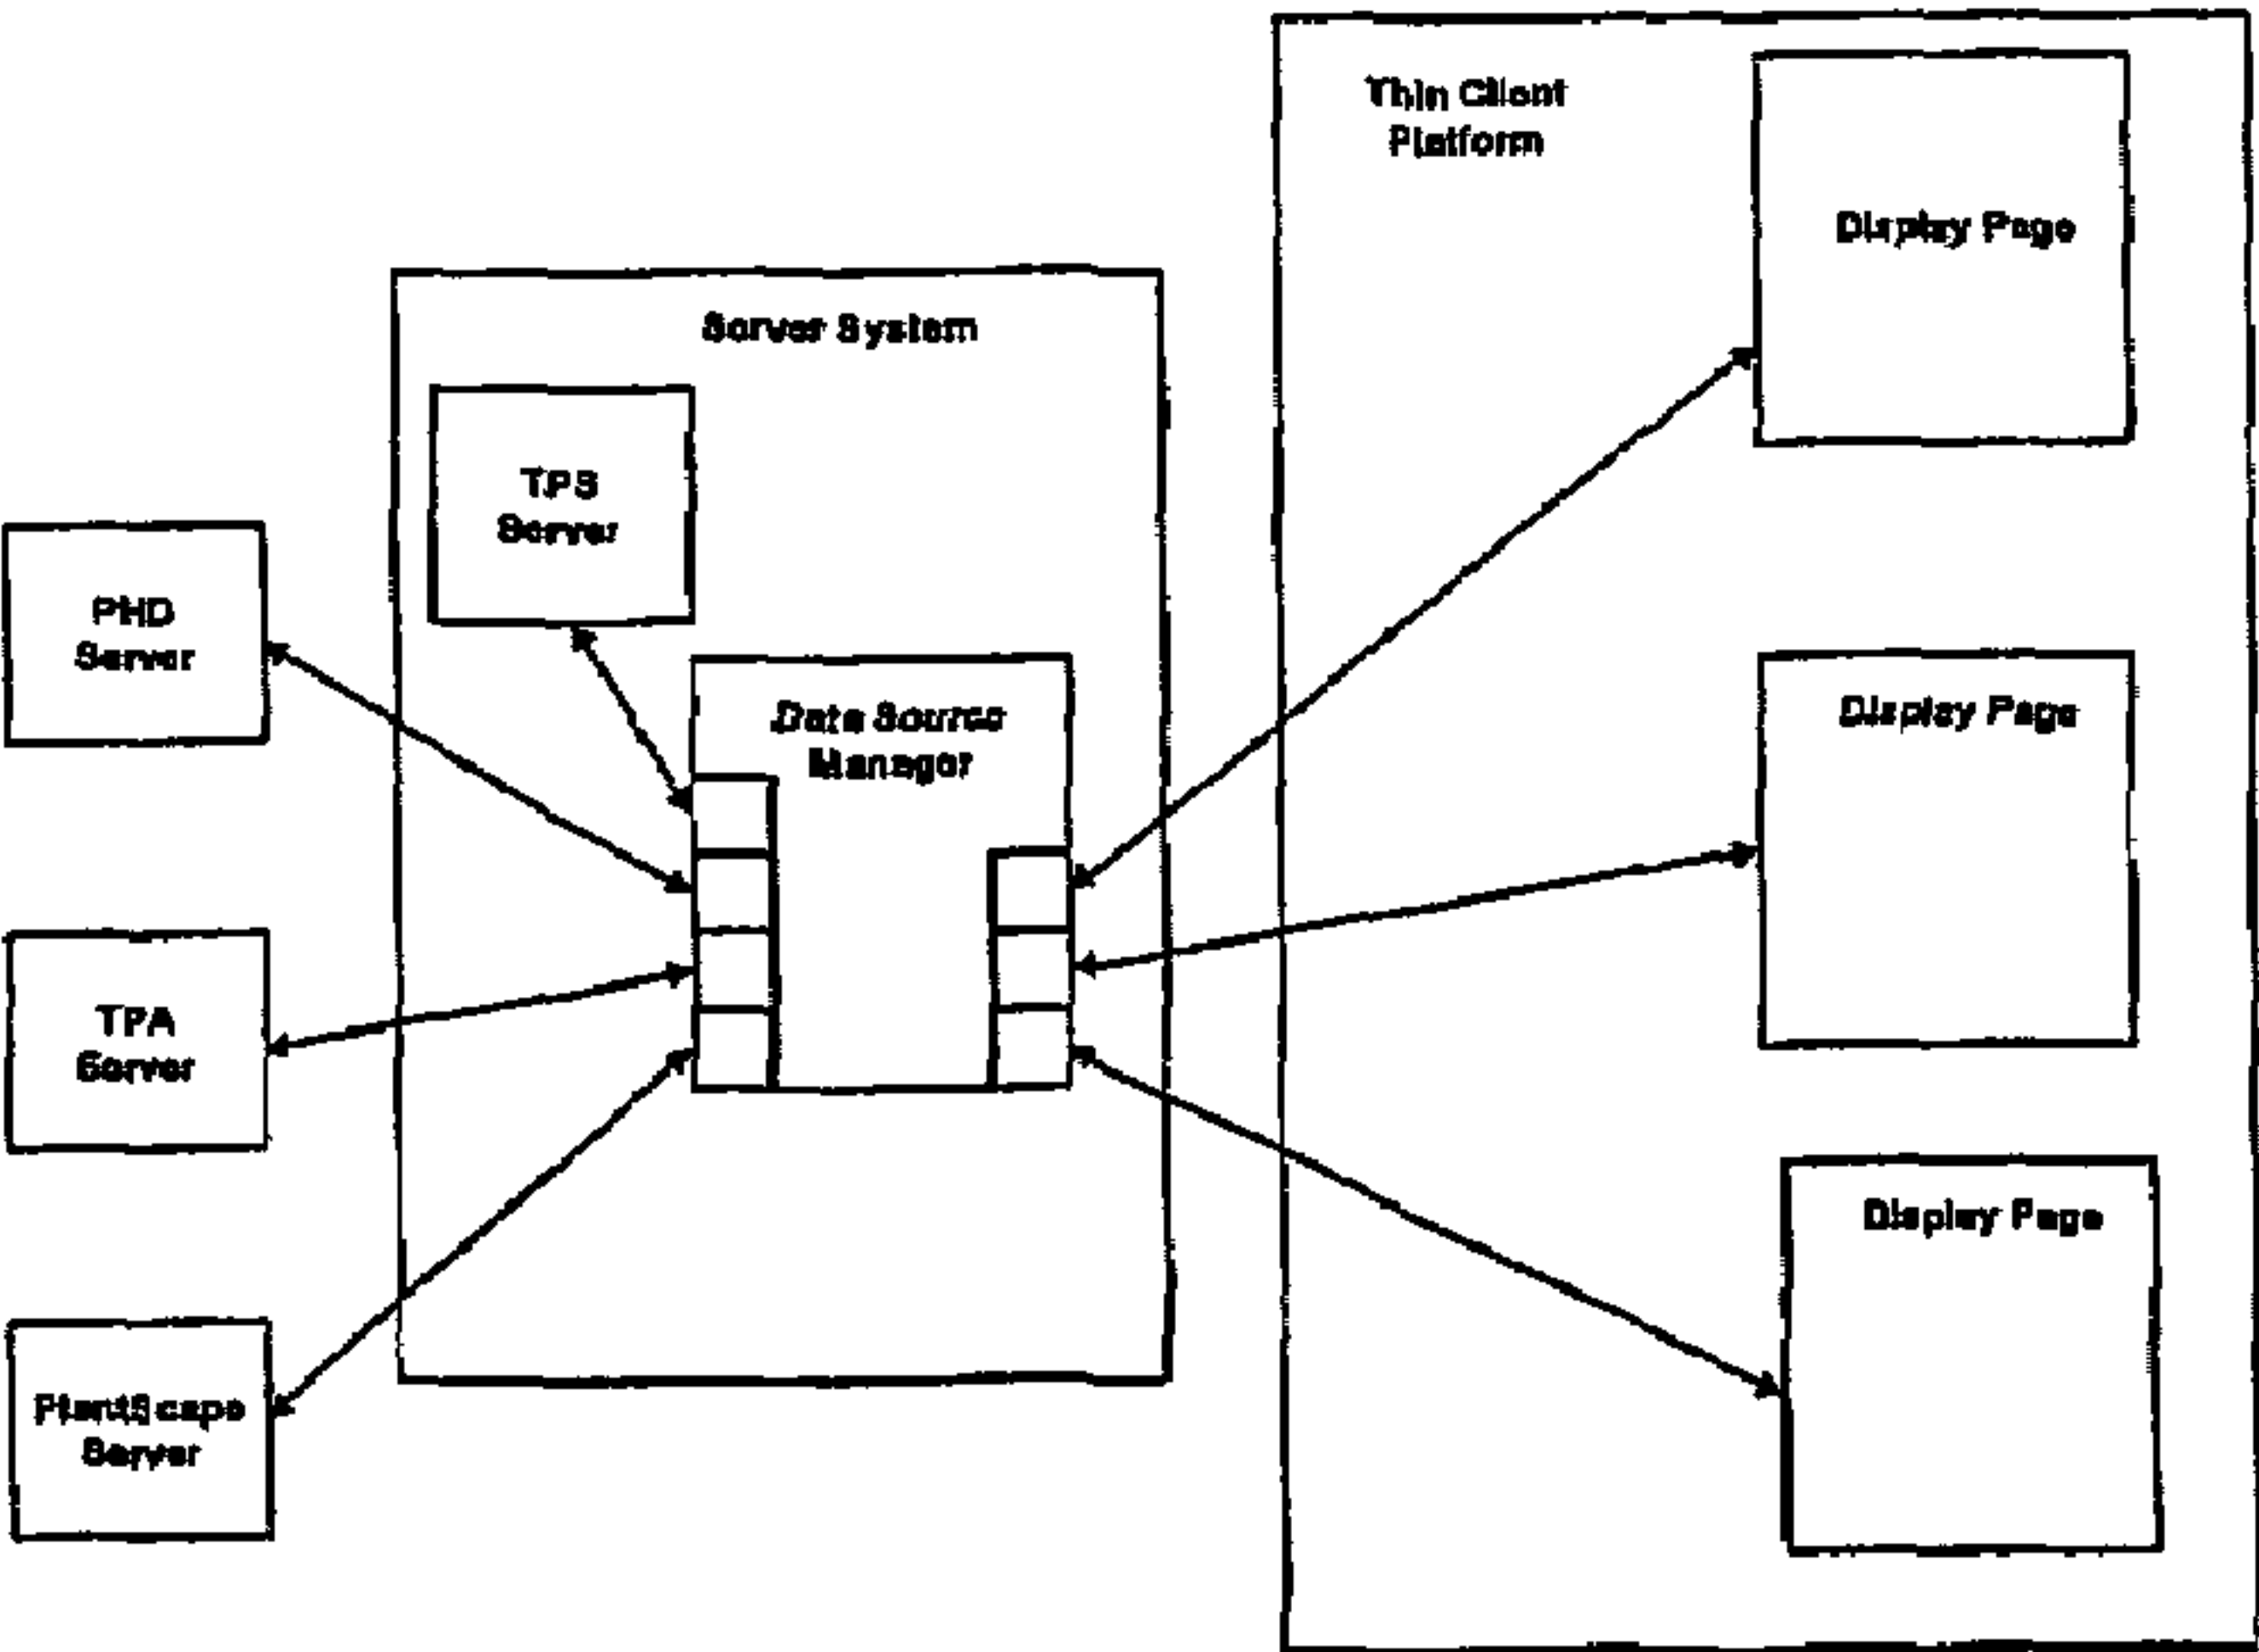 Thin Client
Platform
Display Page
Server System
TPS
Server
PHD
Server
Data Source
Manager
Display Page
TPA
Server
Display Page
PlantScape
Server